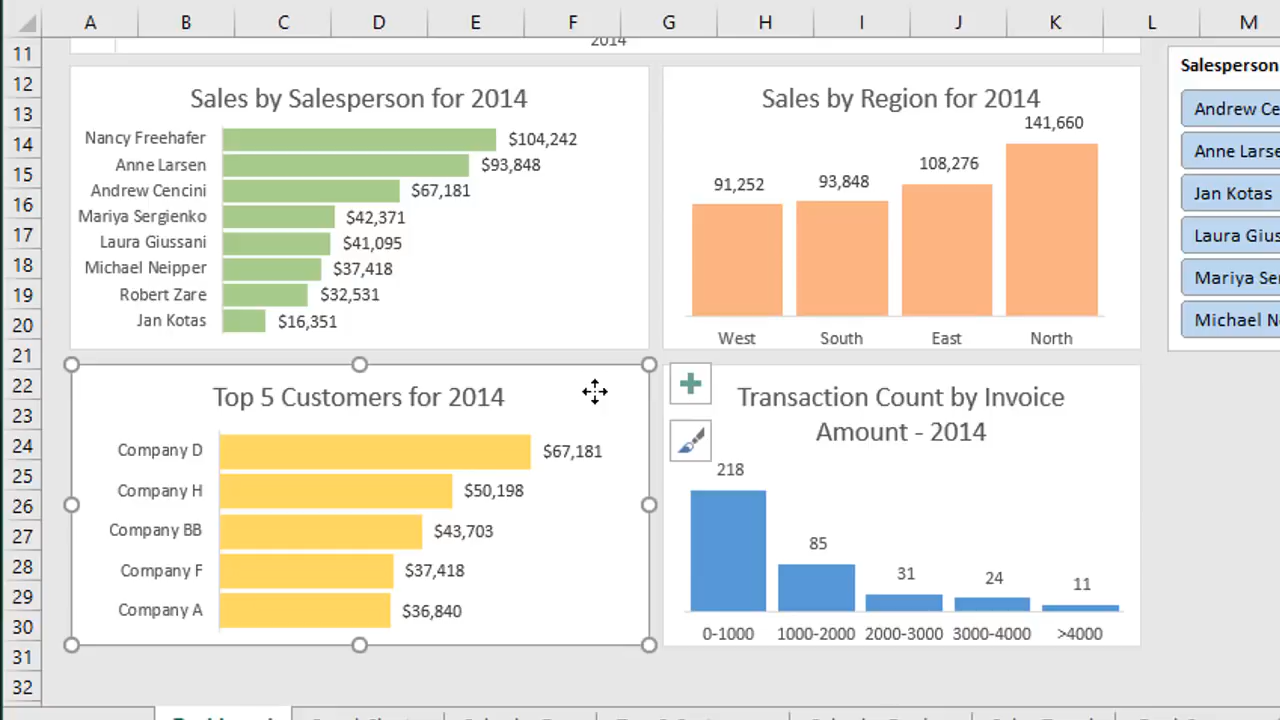 A B C D E F G H I J K L M
11
12
13
14
15
16
17
18
19
20
21
22
23
24
25
26
27
28
29
30
31
32
2014
Sales by Salesperson for 2014
Nancy Freehafer $104,242
Anne Larsen $93,848
Andrew Cencini $67,181
Mariya Sergienko $42,371
Laura Giussani $41,095
Michael Neipper $37,418
Robert Zare $32,531
Jan Kotas $16,351
Sales by Region for 2014
91,252 93,848 108,276 141,660
West South East North
Salesperson
Andrew Ce
Anne Larse
Jan Kotas
Laura Gius
Mariya Ser
Michael Ne
Top 5 Customers for 2014
Company D $67,181
Company H $50,198
Company BB $43,703
Company F $37,418
Company A $36,840
Transaction Count by Invoice
Amount - 2014
218 85 31 24 11
0-1000 1000-2000 2000-3000 3000-4000 >4000